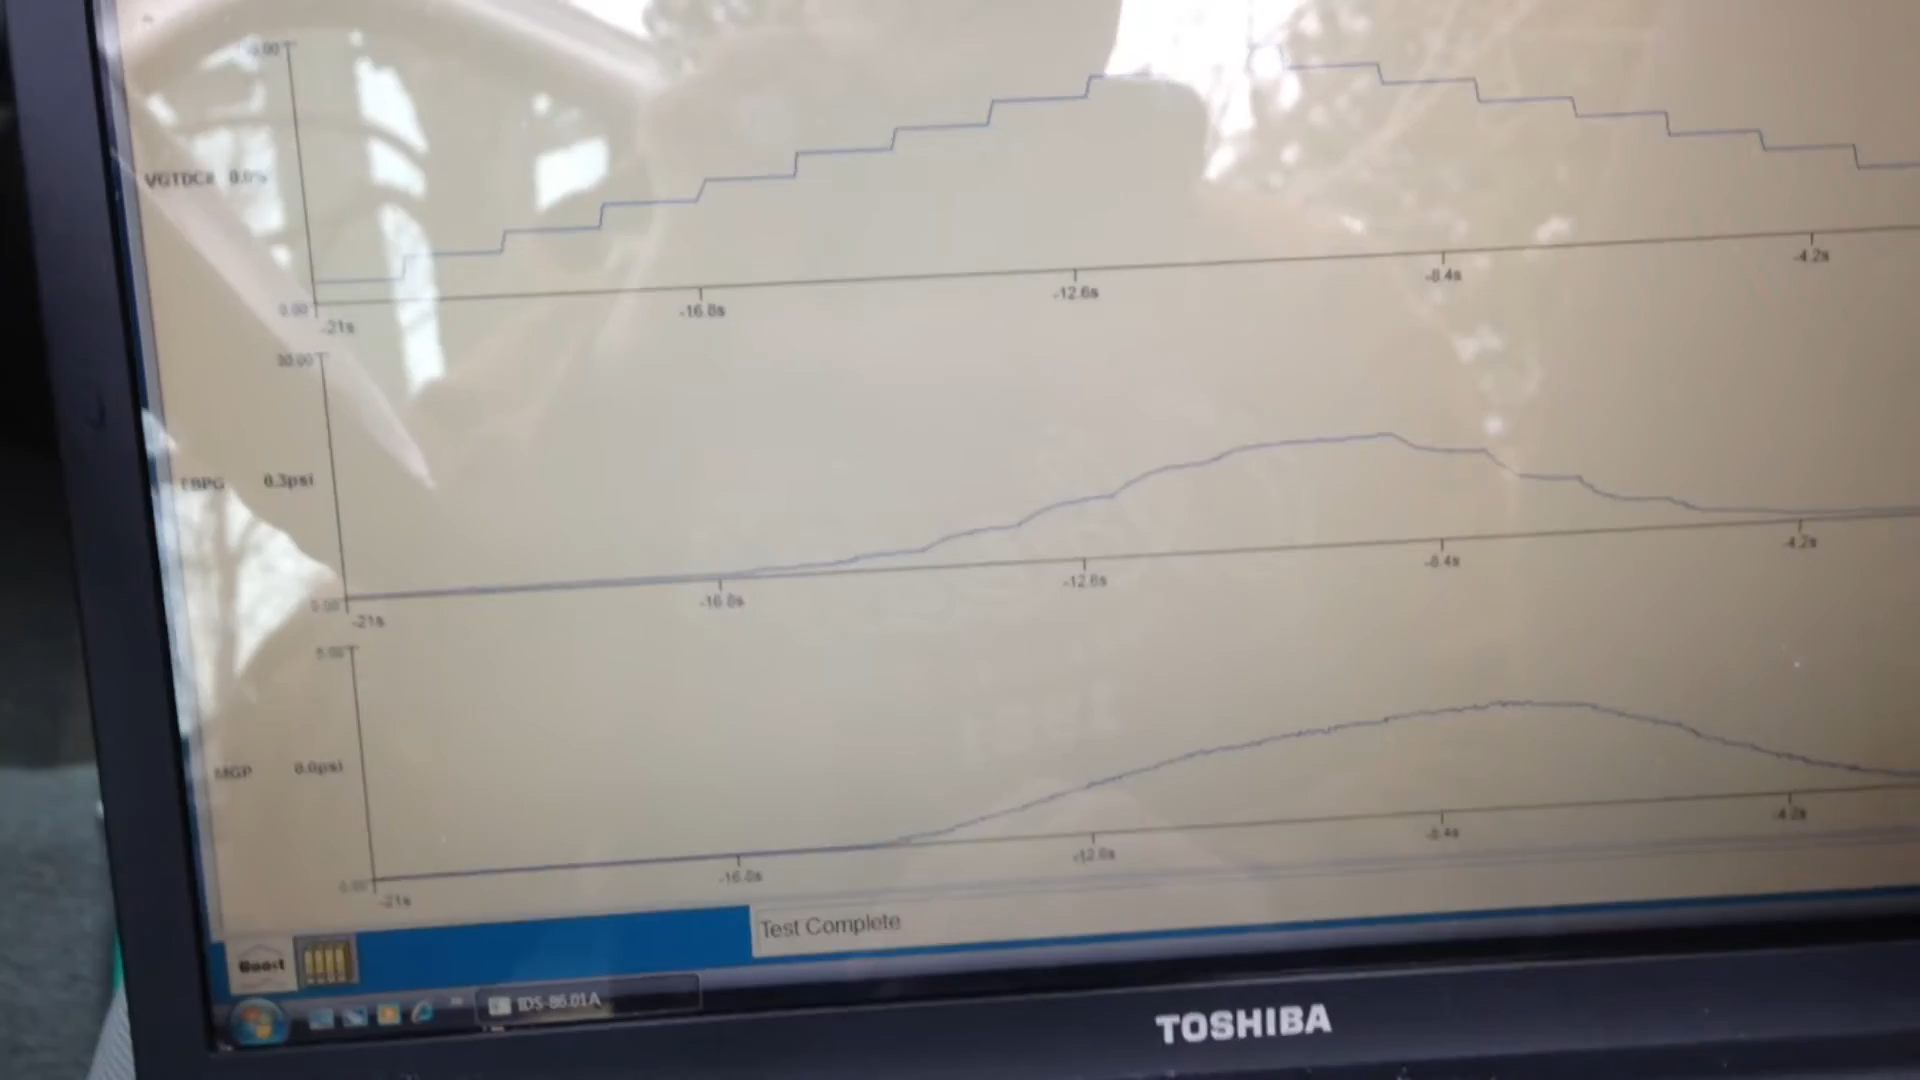 VGTDC# 0.0%
0.00
-21s
-16.8s
-12.6s
-8.4s
-4.2s
30.00
EBPG 0.3psi
0.00
-21s
-16.8s
-12.6s
-8.4s
-4.2s
5.00
MGP 0.0psi
0.00
-21s
-16.8s
-12.6s
-8.4s
-4.2s
Test Complete
Boost
IDS-86.01A
TOSHIBA